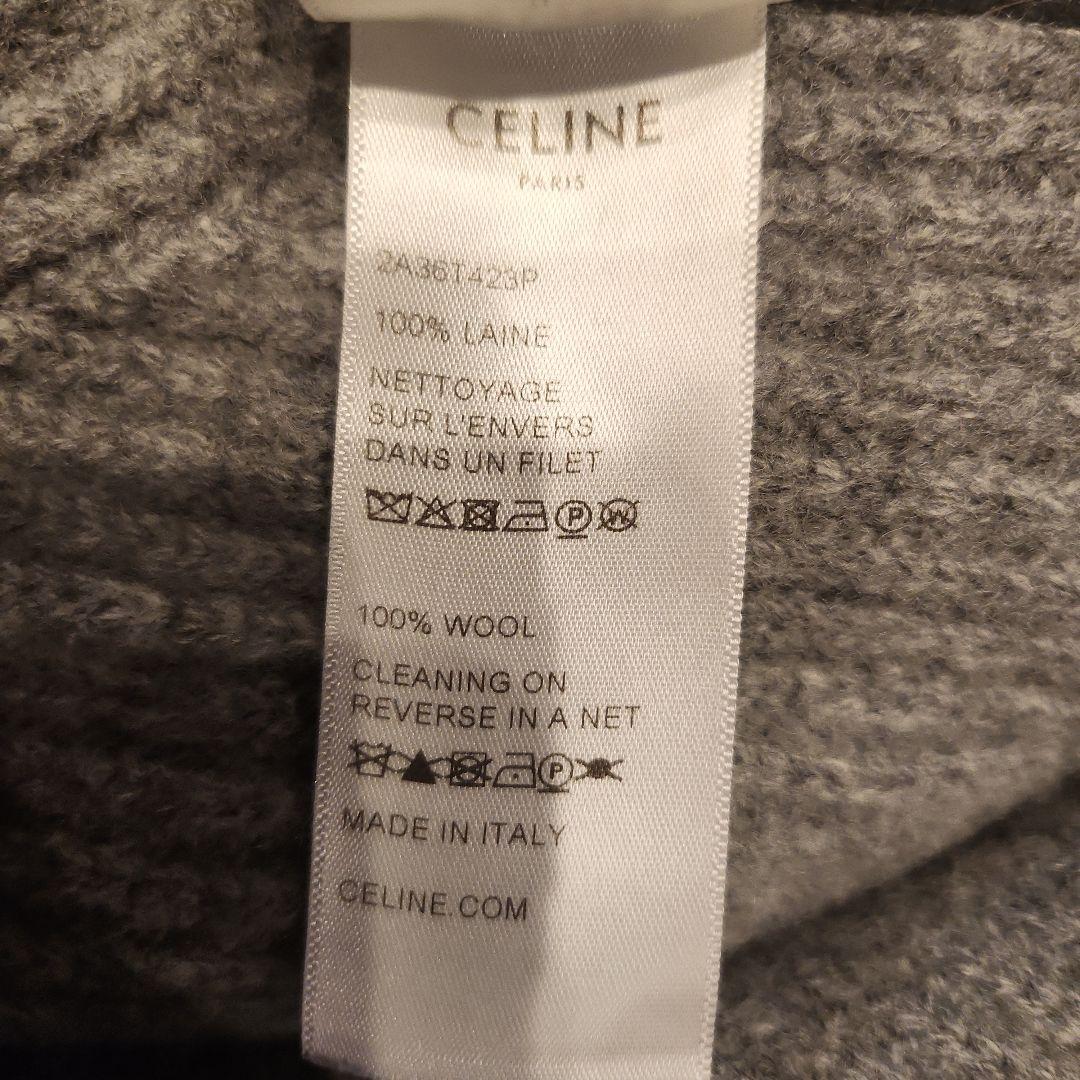 CELINE
PARIS
2A36T423P
100% LAINE
NETTOYAGE
SUR L'ENVERS
DANS UN FILET
P W
100% WOOL
CLEANING ON
REVERSE IN A NET
P
MADE IN ITALY
CELINE.COM